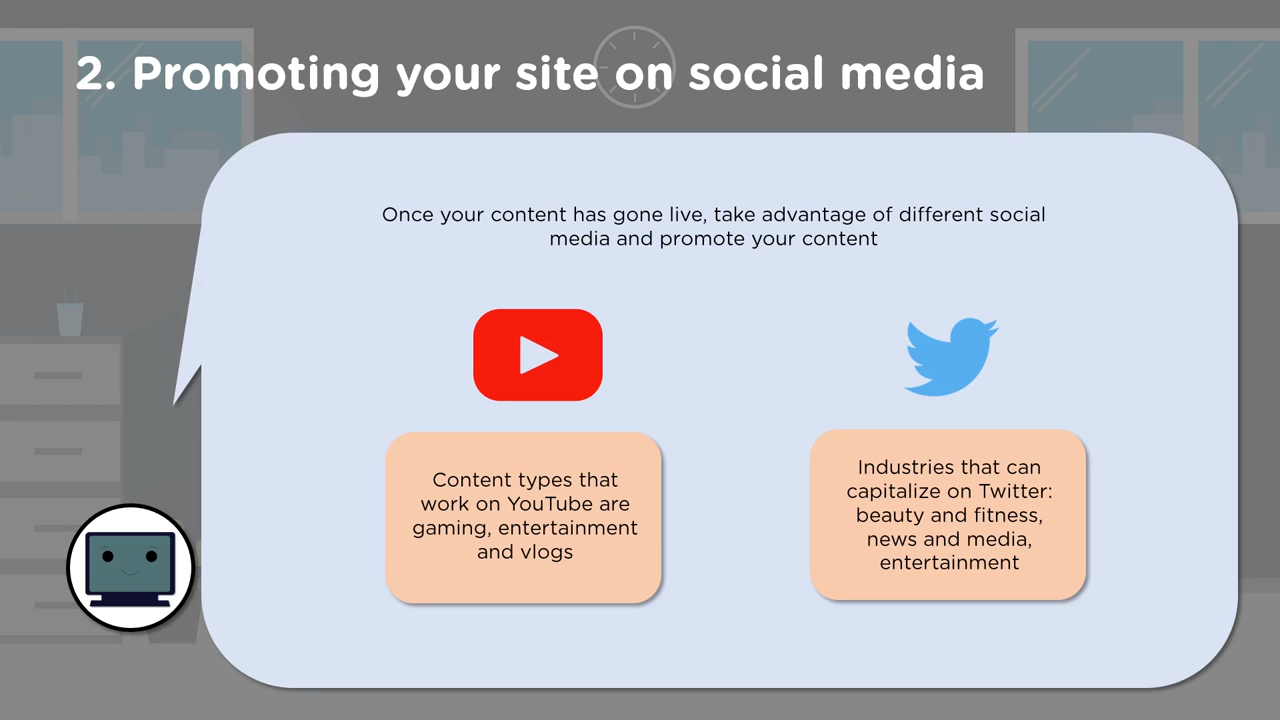 2. Promoting your site on social media
Once your content has gone live, take advantage of different social
media and promote your content
Content types that
work on YouTube are
gaming, entertainment
and vlogs
Industries that can
capitalize on Twitter:
beauty and fitness,
news and media,
entertainment